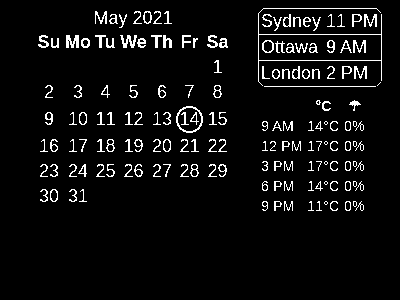 May 2021
Su Mo Tu We Th Fr Sa
1
2 3 4 5 6 7 8
9 10 11 12 13 14 15
16 17 18 19 20 21 22
23 24 25 26 27 28 29
30 31
Sydney 11 PM
Ottawa 9 AM
London 2 PM
°C ☂
9 AM 14°C 0%
12 PM 17°C 0%
3 PM 17°C 0%
6 PM 14°C 0%
9 PM 11°C 0%